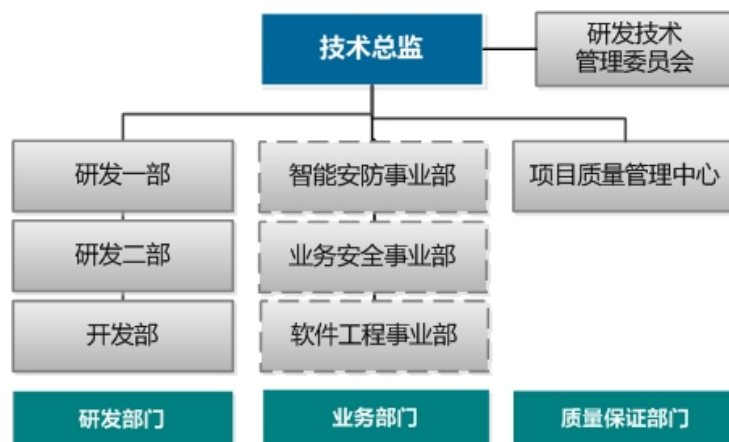 技术总监
研发技术
管理委员会
研发一部
智能安防事业部
项目质量管理中心
研发二部
业务安全事业部
开发部
软件工程事业部
研发部门
业务部门
质量保证部门